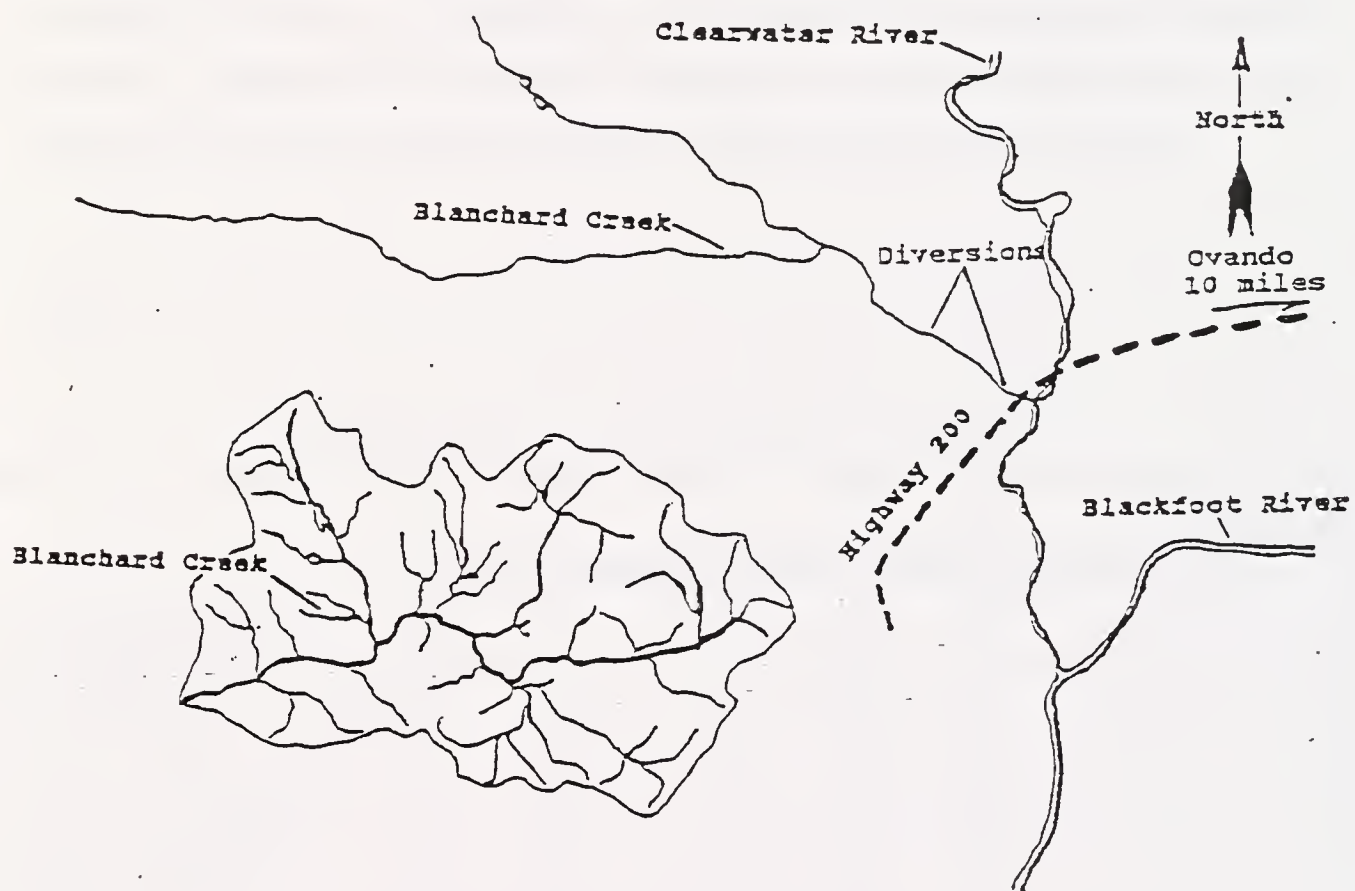 Clearwater River
North
Blanchard Creek
Diversions
Ovando
10 miles
Highway 200
Blackfoot River
Blanchard Creek